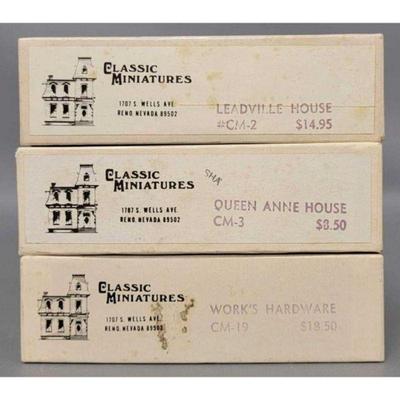 CLASSIC
MINIATURES
1707 S. WELLS AVE.
RENO, NEVADA 89502
LEADVILLE HOUSE
#CM-2 $14.95
CLASSIC
MINIATURES
1707 S. WELLS AVE.
RENO, NEVADA 89502
QUEEN ANNE HOUSE
CM-3 $8.50
CLASSIC
MINIATURES
1707 S. WELLS AVE.
RENO, NEVADA 89502
WORK'S HARDWARE
CM-19 $18.50